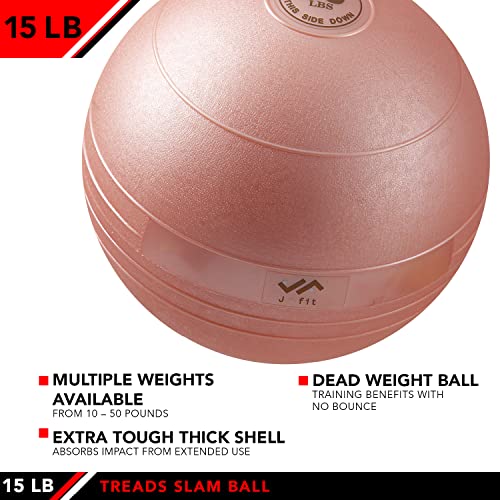 15 LB
LBS
THIS SIDE DOWN
J fit
MULTIPLE WEIGHTS
AVAILABLE
FROM 10 – 50 POUNDS
DEAD WEIGHT BALL
TRAINING BENEFITS WITH
NO BOUNCE
EXTRA TOUGH THICK SHELL
ABSORBS IMPACT FROM EXTENDED USE
15 LB
TREADS SLAM BALL